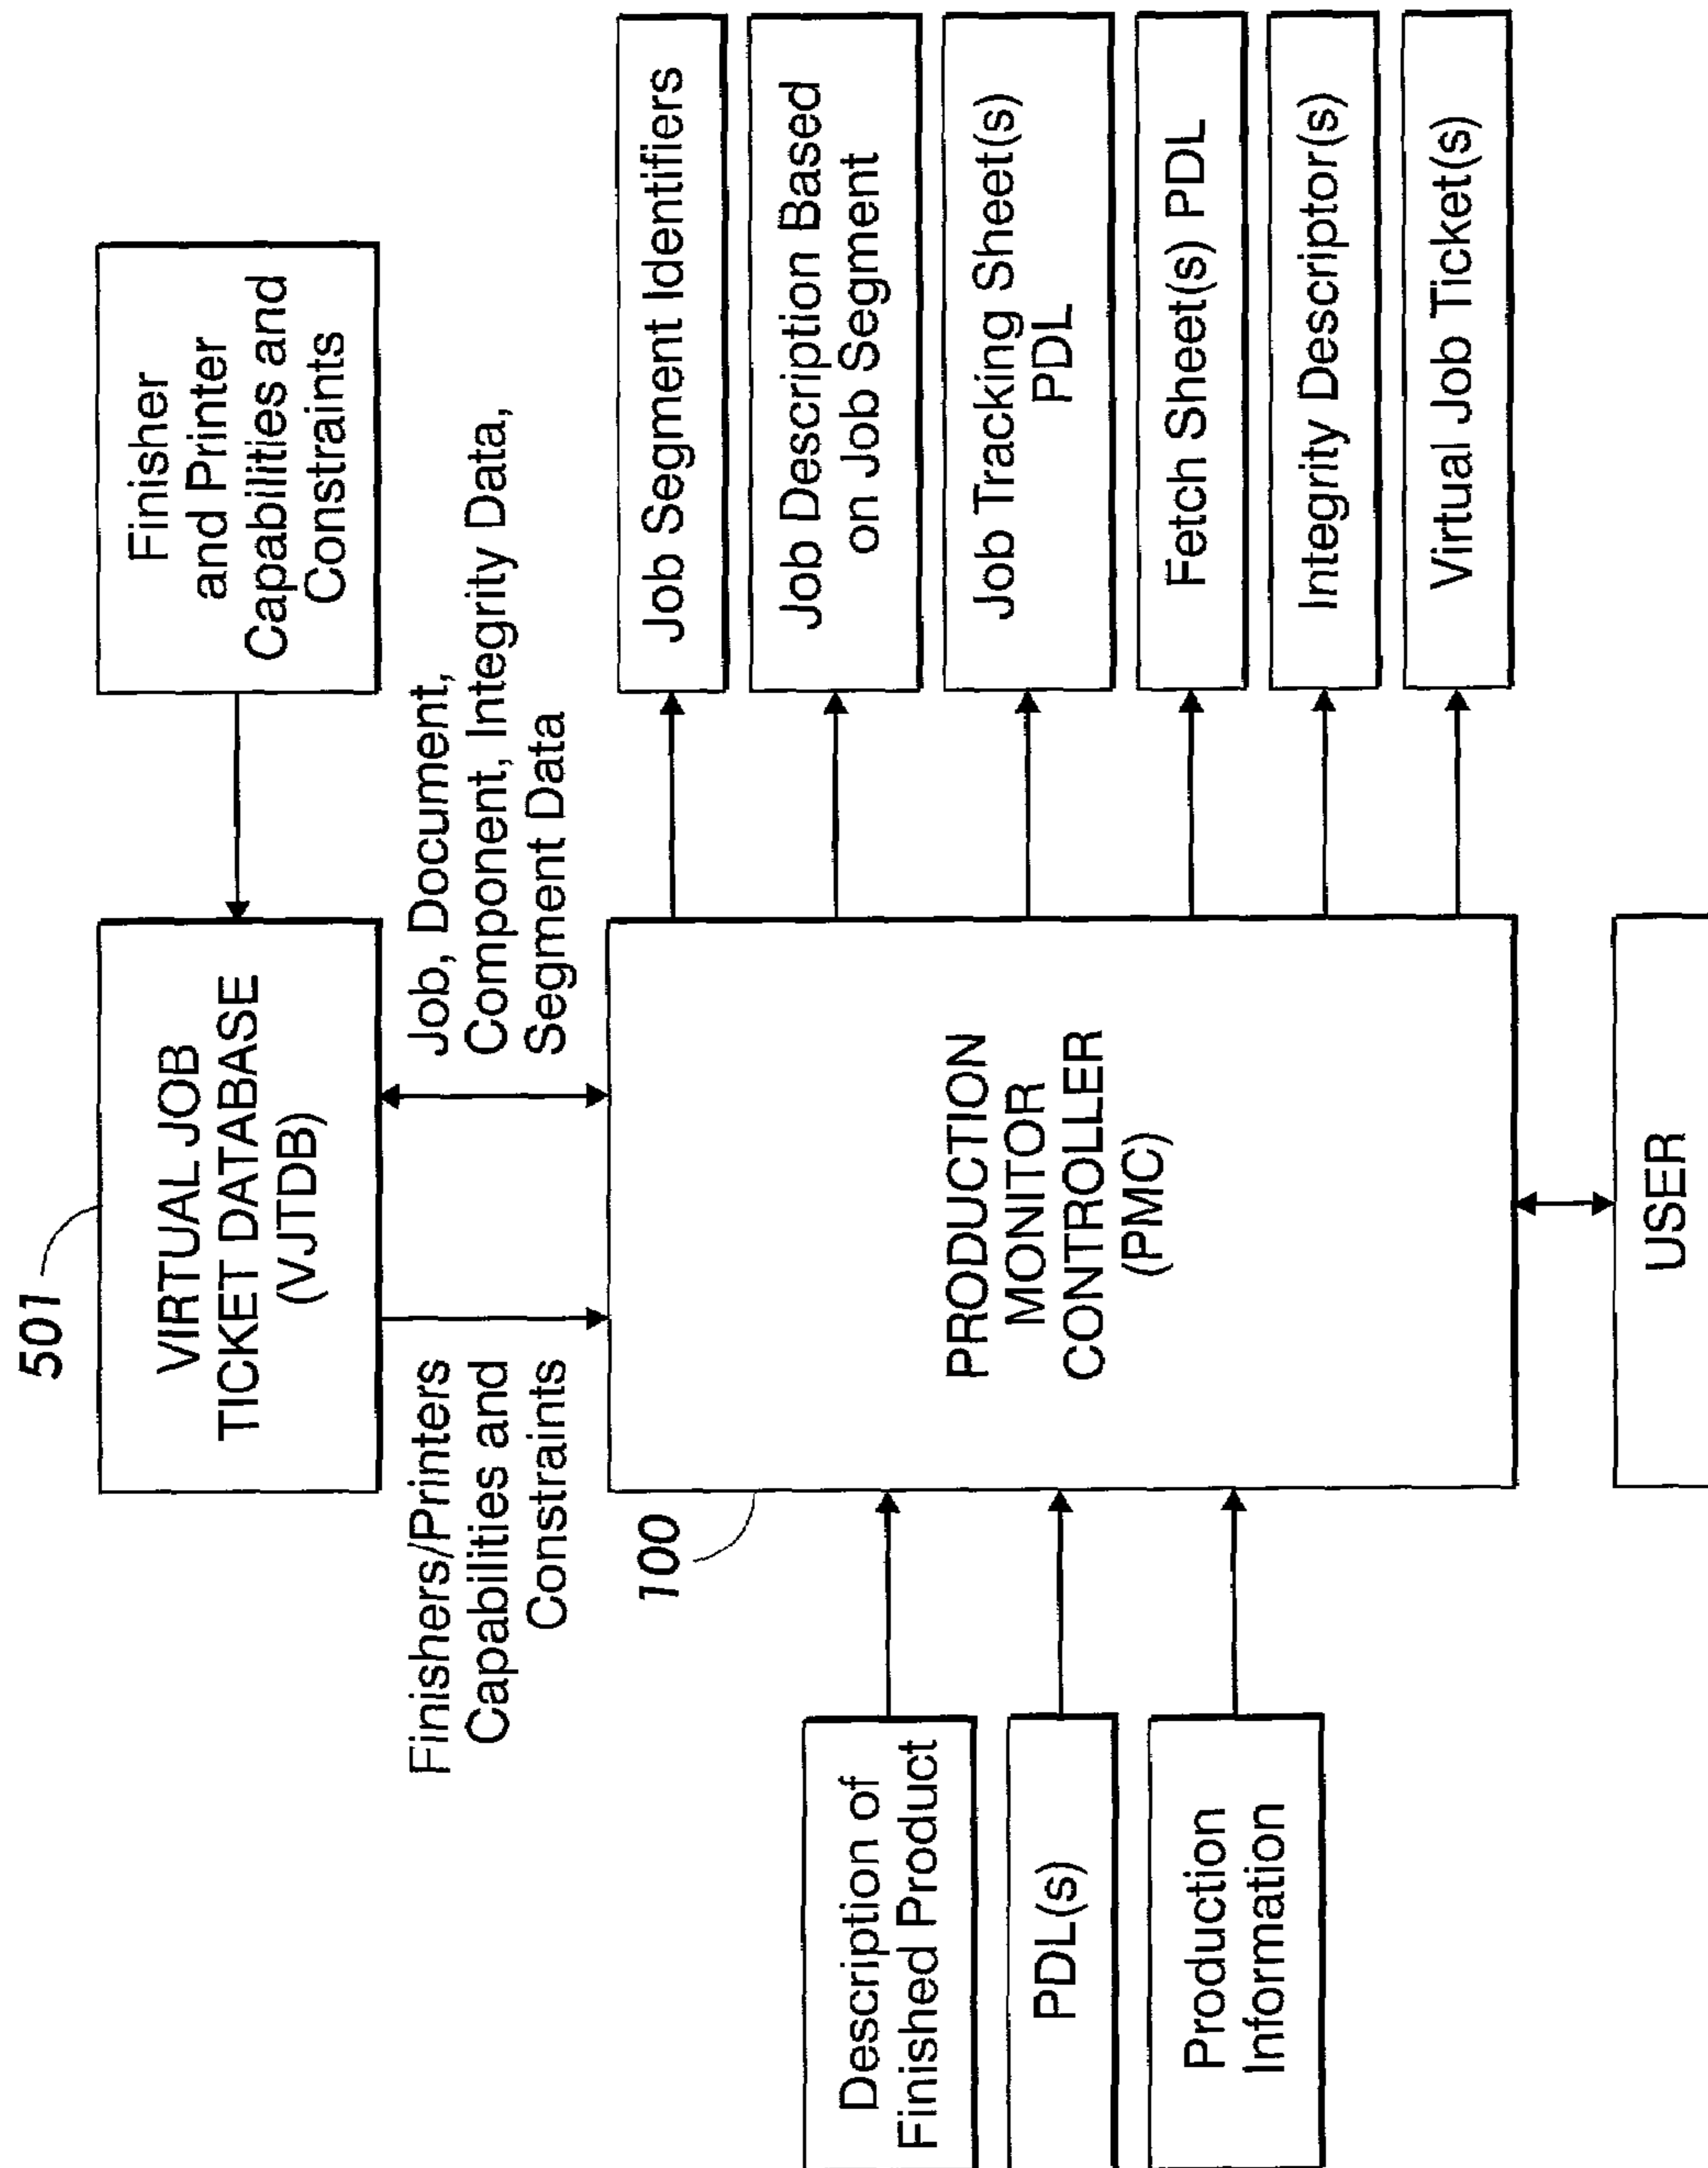 501
VIRTUAL JOB
TICKET DATABASE
(VJTDB)
Finisher
and Printer
Capabilities and
Constraints
Finishers/Printers
Capabilities and
Constraints
Job, Document,
Component, Integrity Data,
Segment Data
100
Description of
Finished Product
PDL(s)
Production
Information
PRODUCTION
MONITOR
CONTROLLER
(PMC)
Job Segment Identifiers
Job Description Based
on Job Segment
Job Tracking Sheet(s)
PDL
Fetch Sheet(s) PDL
Integrity Descriptor(s)
Virtual Job Ticket(s)
USER